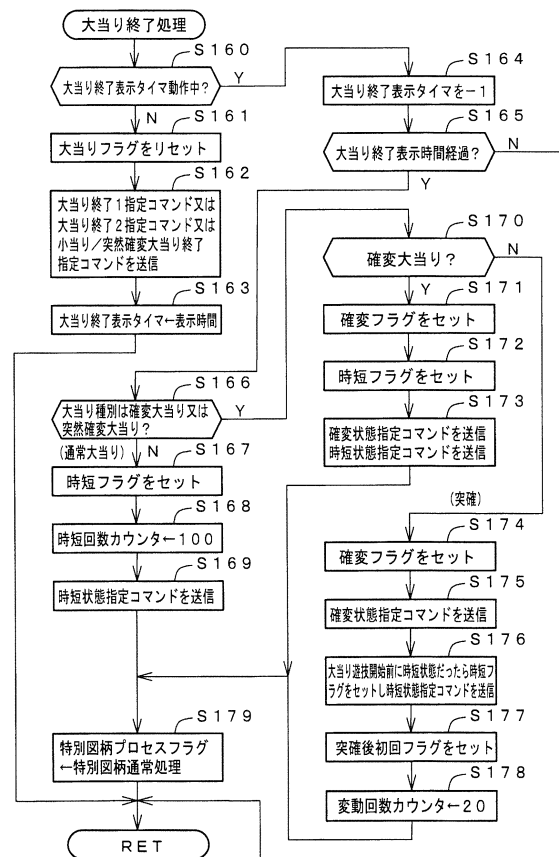 大当り終了処理
S160
大当り終了表示タイマ動作中?
Y
N
S161
大当りフラグをリセット
S162
大当り終了1指定コマンド又は
大当り終了2指定コマンド又は
小当り/突然確変大当り終了
指定コマンドを送信
S163
大当り終了表示タイマ←表示時間
S164
大当り終了表示タイマを-1
S165
大当り終了表示時間経過?
N
Y
S166
大当り種別は確変大当り又は
突然確変大当り?
Y
(通常大当り)
N
S167
時短フラグをセット
S168
時短回数カウンタ←100
S169
時短状態指定コマンドを送信
S170
確変大当り?
N
Y
S171
確変フラグをセット
S172
時短フラグをセット
S173
確変状態指定コマンドを送信
時短状態指定コマンドを送信
(突確)
S174
確変フラグをセット
S175
確変状態指定コマンドを送信
S176
大当り遊技開始前に時短状態だったら時短フ
ラグをセットし時短状態指定コマンドを送信
S177
突確後初回フラグをセット
S178
変動回数カウンタ←20
S179
特別図柄プロセスフラグ
←特別図柄通常処理
RET